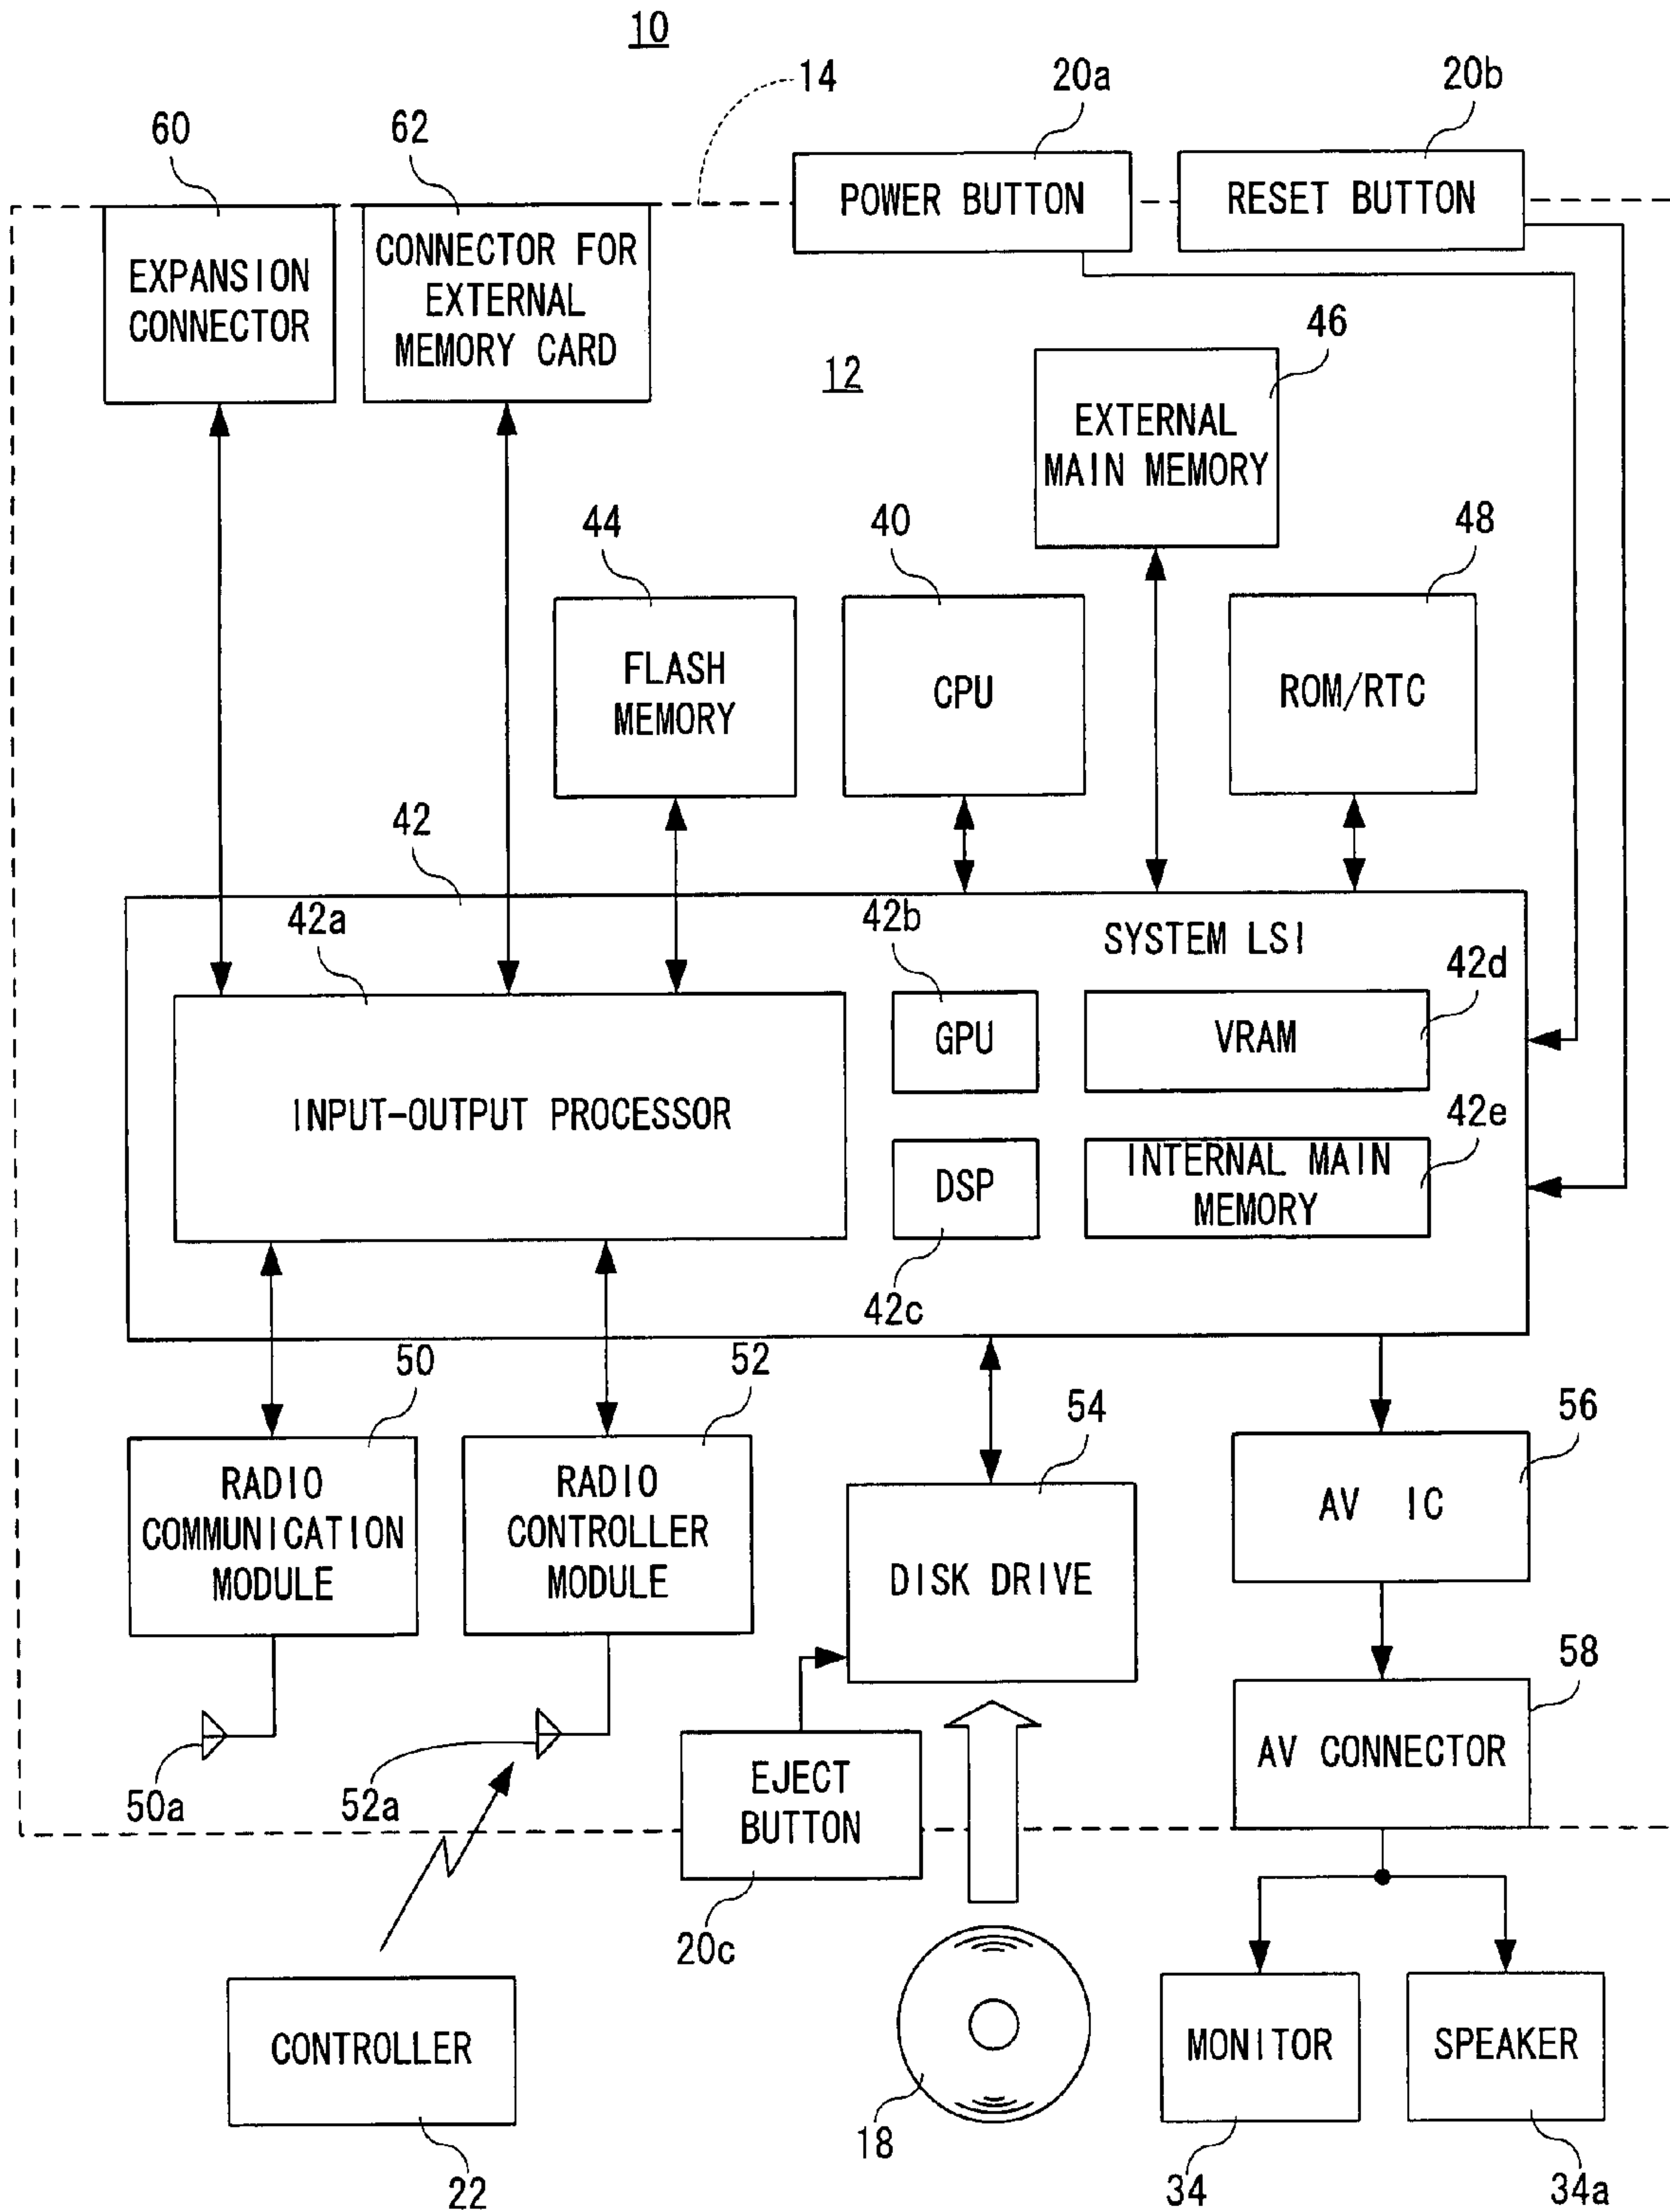 10
14
20a
20b
60
62
POWER BUTTON
RESET BUTTON
EXPANSION
CONNECTOR
CONNECTOR FOR
EXTERNAL
MEMORY CARD
12
46
EXTERNAL
MAIN MEMORY
44
40
48
FLASH
MEMORY
CPU
ROM/RTC
42
42a
42b
SYSTEM LSI
42d
GPU
VRAM
INPUT-OUTPUT PROCESSOR
42e
DSP
INTERNAL MAIN
MEMORY
42c
50
52
54
56
RADIO
COMMUNICATION
MODULE
RADIO
CONTROLLER
MODULE
DISK DRIVE
AV IC
58
50a
52a
EJECT
BUTTON
AV CONNECTOR
20c
CONTROLLER
18
MONITOR
SPEAKER
22
34
34a